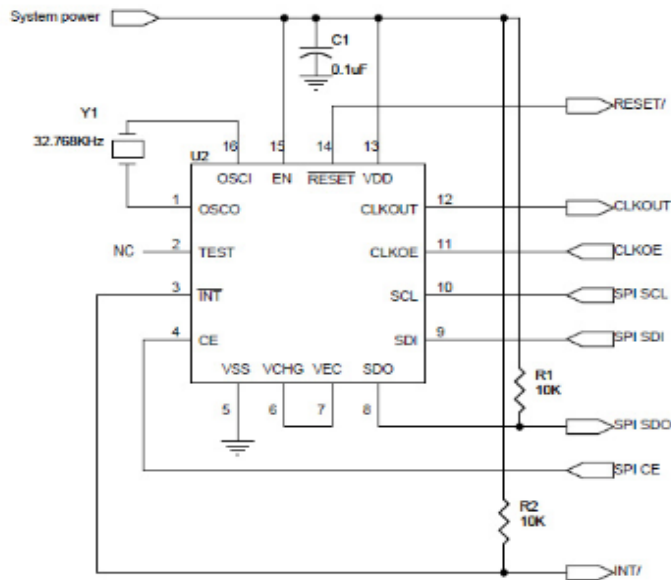 System power
C1
0.1uF
RESET/
Y1
32.768KHz
16
15
14
13
U2
OSCI
EN
RESET
VDD
1
OSCO
CLKOUT
12
CLKOUT
NC
2
TEST
CLKOE
11
CLKOE
3
INT
SCL
10
SPI SCL
4
CE
SDI
9
SPI SDI
VSS
VCHG
VEC
SDO
R1
10K
5
6
7
8
SPI SDO
SPI CE
R2
10K
INT/